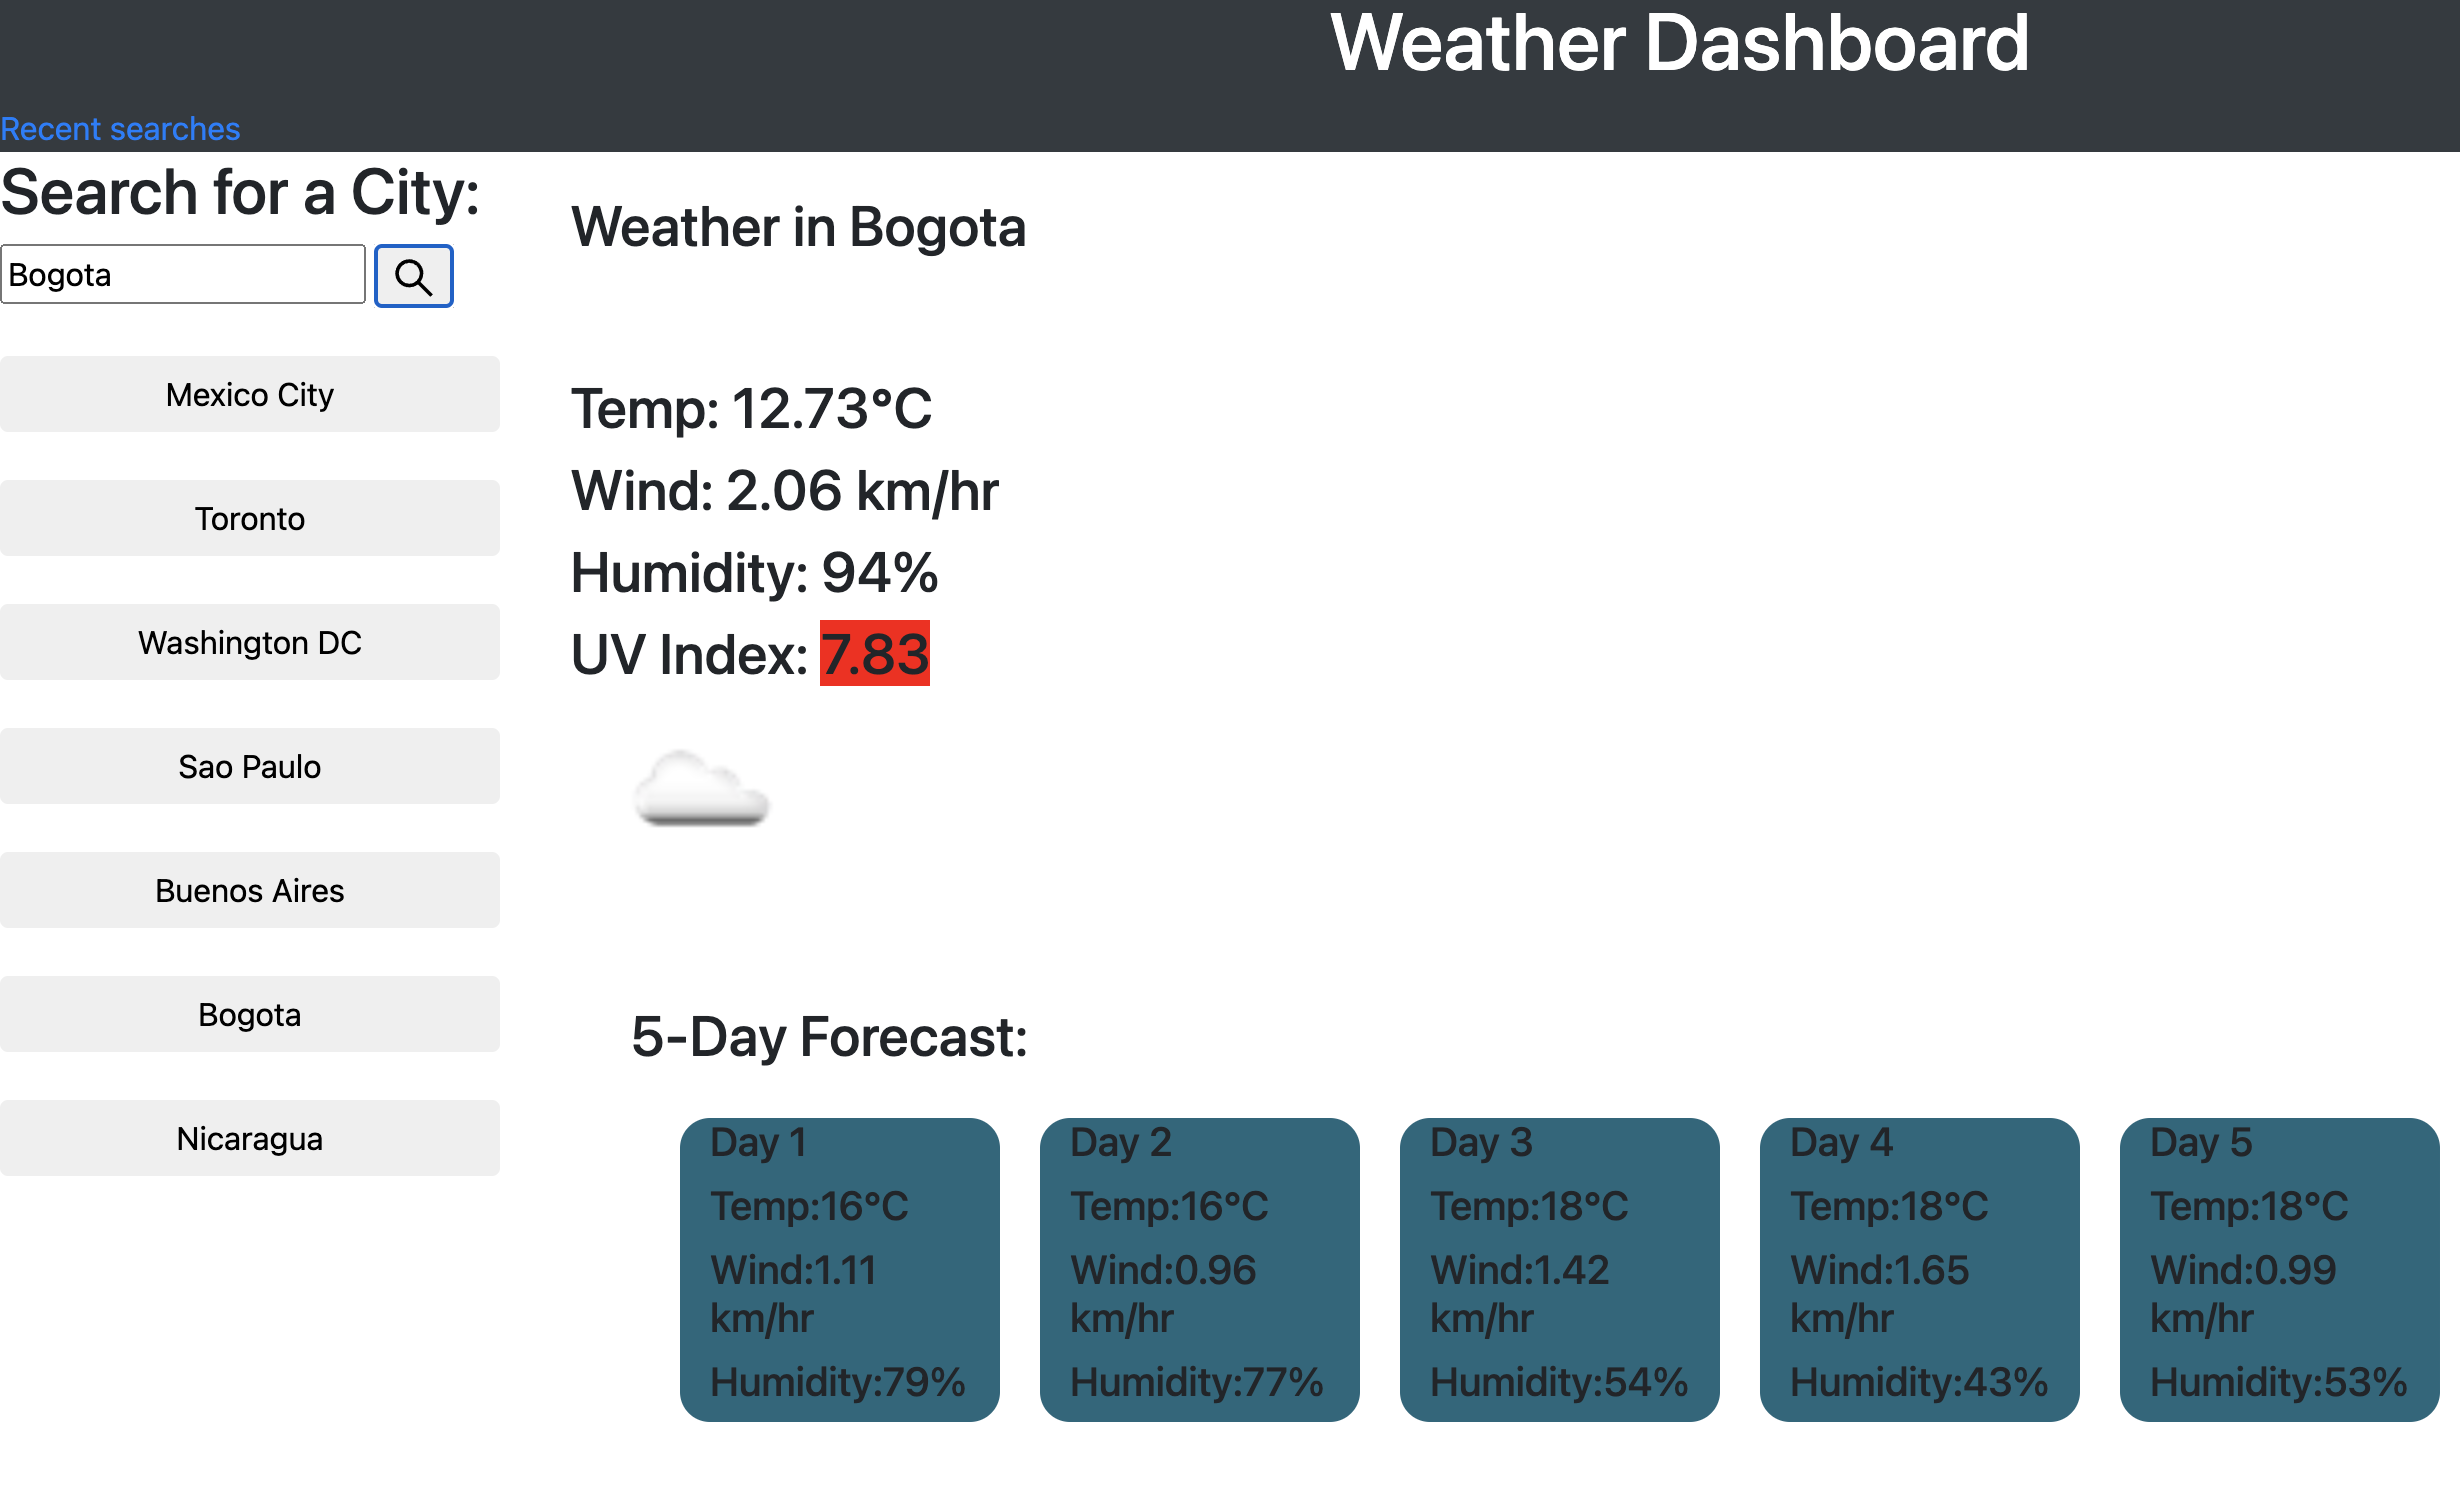 Weather Dashboard
Recent searches
Search for a City:
Bogota
Mexico City
Toronto
Washington DC
Sao Paulo
Buenos Aires
Bogota
Nicaragua
Weather in Bogota
Temp: 12.73°C
Wind: 2.06 km/hr
Humidity: 94%
UV Index: 7.83
5-Day Forecast:
Day 1
Temp:16°C
Wind:1.11
km/hr
Humidity:79%
Day 2
Temp:16°C
Wind:0.96
km/hr
Humidity:77%
Day 3
Temp:18°C
Wind:1.42
km/hr
Humidity:54%
Day 4
Temp:18°C
Wind:1.65
km/hr
Humidity:43%
Day 5
Temp:18°C
Wind:0.99
km/hr
Humidity:53%